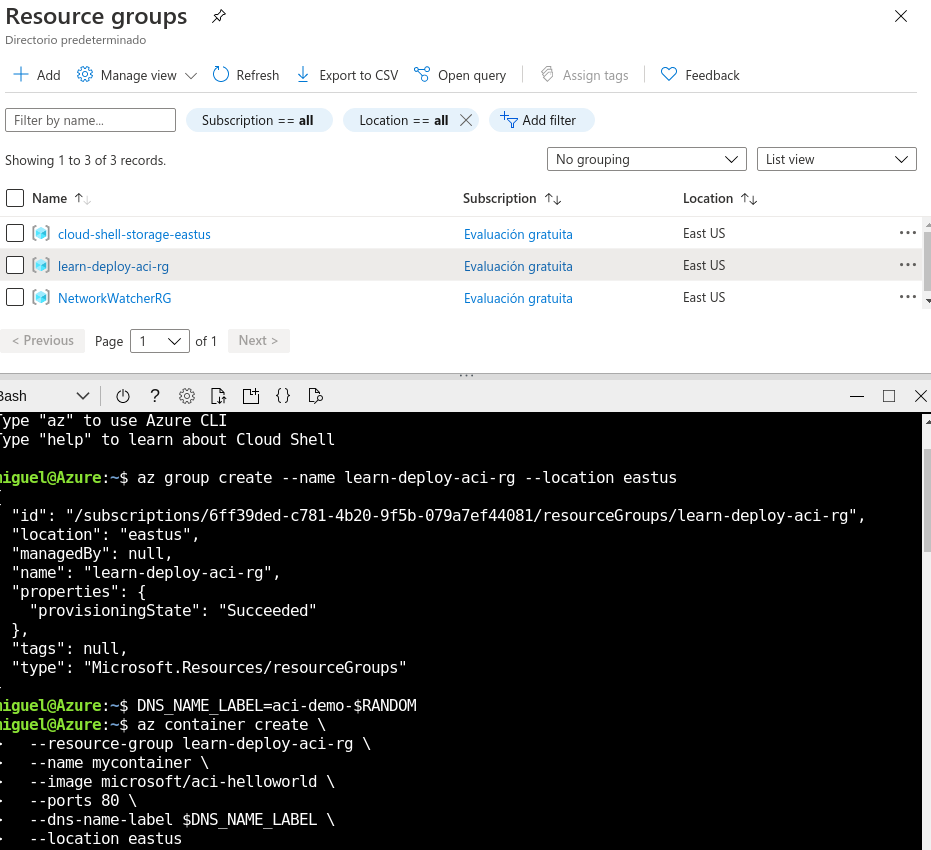 Resource groups
Directorio predeterminado
Add Manage view Refresh Export to CSV Open query Assign tags Feedback
Filter by name... Subscription == all Location == all Add filter
Showing 1 to 3 of 3 records. No grouping List view
Name ↑↓ Subscription ↑↓ Location ↑↓
cloud-shell-storage-eastus Evaluación gratuita East US ...
learn-deploy-aci-rg Evaluación gratuita East US ...
NetworkWatcherRG Evaluación gratuita East US ...
< Previous Page 1 of 1 Next >
Bash ? {}
Type "az" to use Azure CLI
Type "help" to learn about Cloud Shell
miguel@Azure:~$ az group create --name learn-deploy-aci-rg --location eastus
{
"id": "/subscriptions/6ff39ded-c781-4b20-9f5b-079a7ef44081/resourceGroups/learn-deploy-aci-rg",
"location": "eastus",
"managedBy": null,
"name": "learn-deploy-aci-rg",
"properties": {
"provisioningState": "Succeeded"
},
"tags": null,
"type": "Microsoft.Resources/resourceGroups"
}
miguel@Azure:~$ DNS_NAME_LABEL=aci-demo-$RANDOM
miguel@Azure:~$ az container create \
> --resource-group learn-deploy-aci-rg \
> --name mycontainer \
> --image microsoft/aci-helloworld \
> --ports 80 \
> --dns-name-label $DNS_NAME_LABEL \
> --location eastus